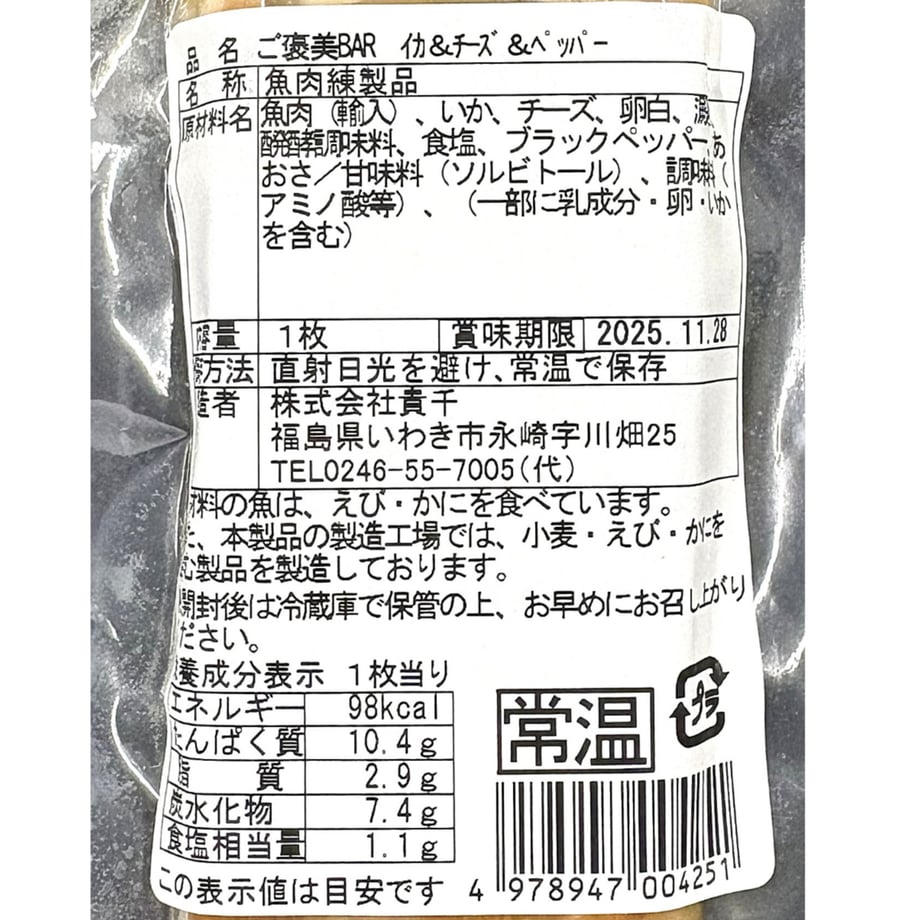 品名 ご褒美BAR イカ&チーズ&ペッパー
名称 魚肉練製品
原材料名 魚肉（輸入）、いか、チーズ、卵白、澱
醗酵調味料、食塩、ブラックペッパー、あ
おさ／甘味料（ソルビトール）、調味料（
アミノ酸等）、（一部に乳成分・卵・いか
を含む）
内容量 1枚 賞味期限 2025.11.28
方法 直射日光を避け、常温で保存
造者 株式会社貴千
福島県いわき市永崎字川畑25
TEL0246-55-7005(代)
材料の魚は、えび・かにを食べています。
た、本製品の製造工場では、小麦・えび・かにを
む製品を製造しております。
開封後は冷蔵庫で保管の上、お早めにお召し上がり
ださい。
養成分表示 1枚当り
エネルギー 98kcal
たんぱく質 10.4g
脂質 2.9g
炭水化物 7.4g
食塩相当量 1.1g
この表示値は目安です
常温
プラ
4 978947 004251